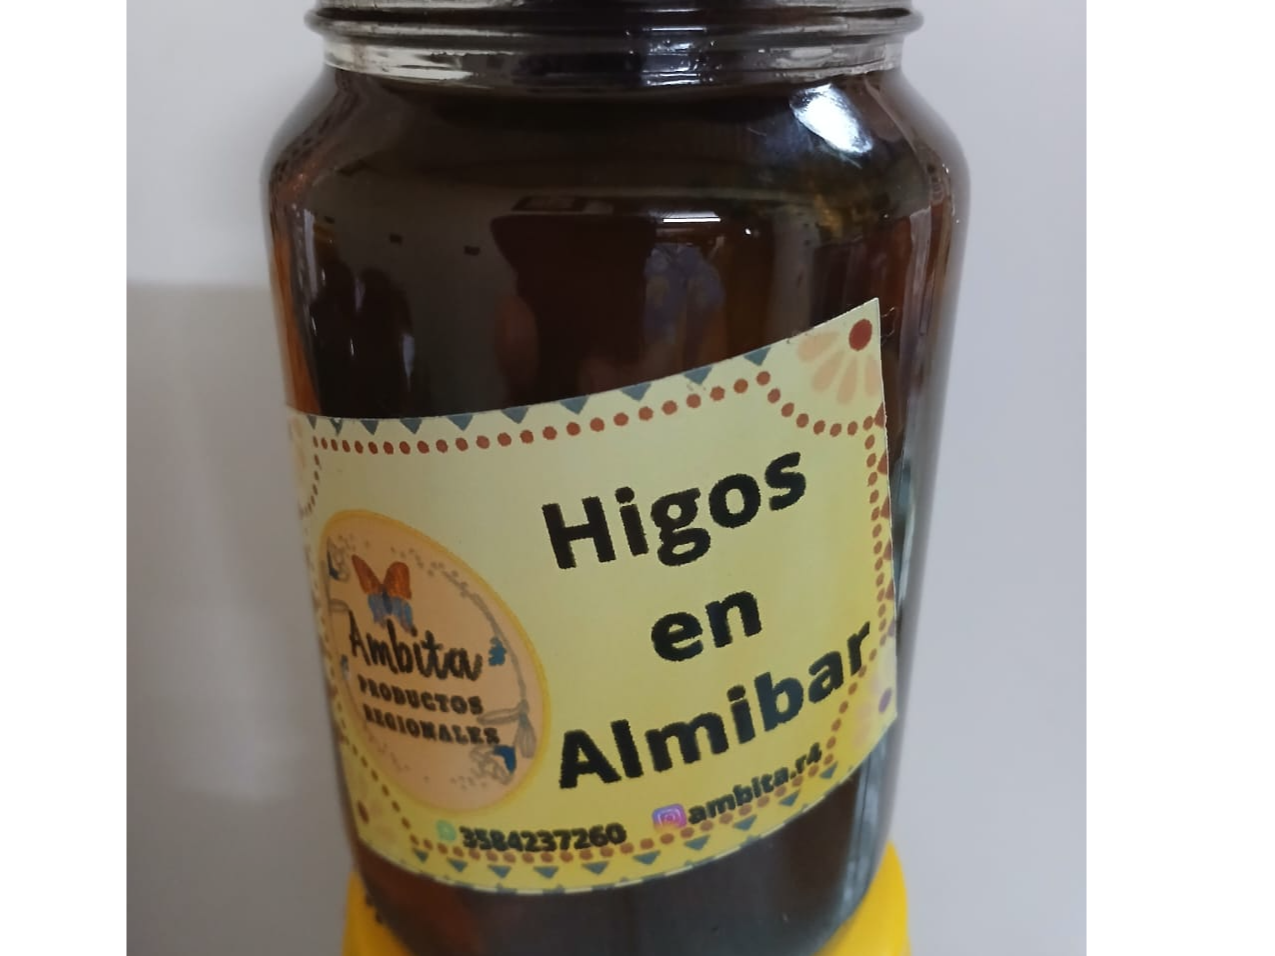 Higos
en
Almibar
Ambita
PRODUCTOS
REGIONALES
3584237260
ambita.r4